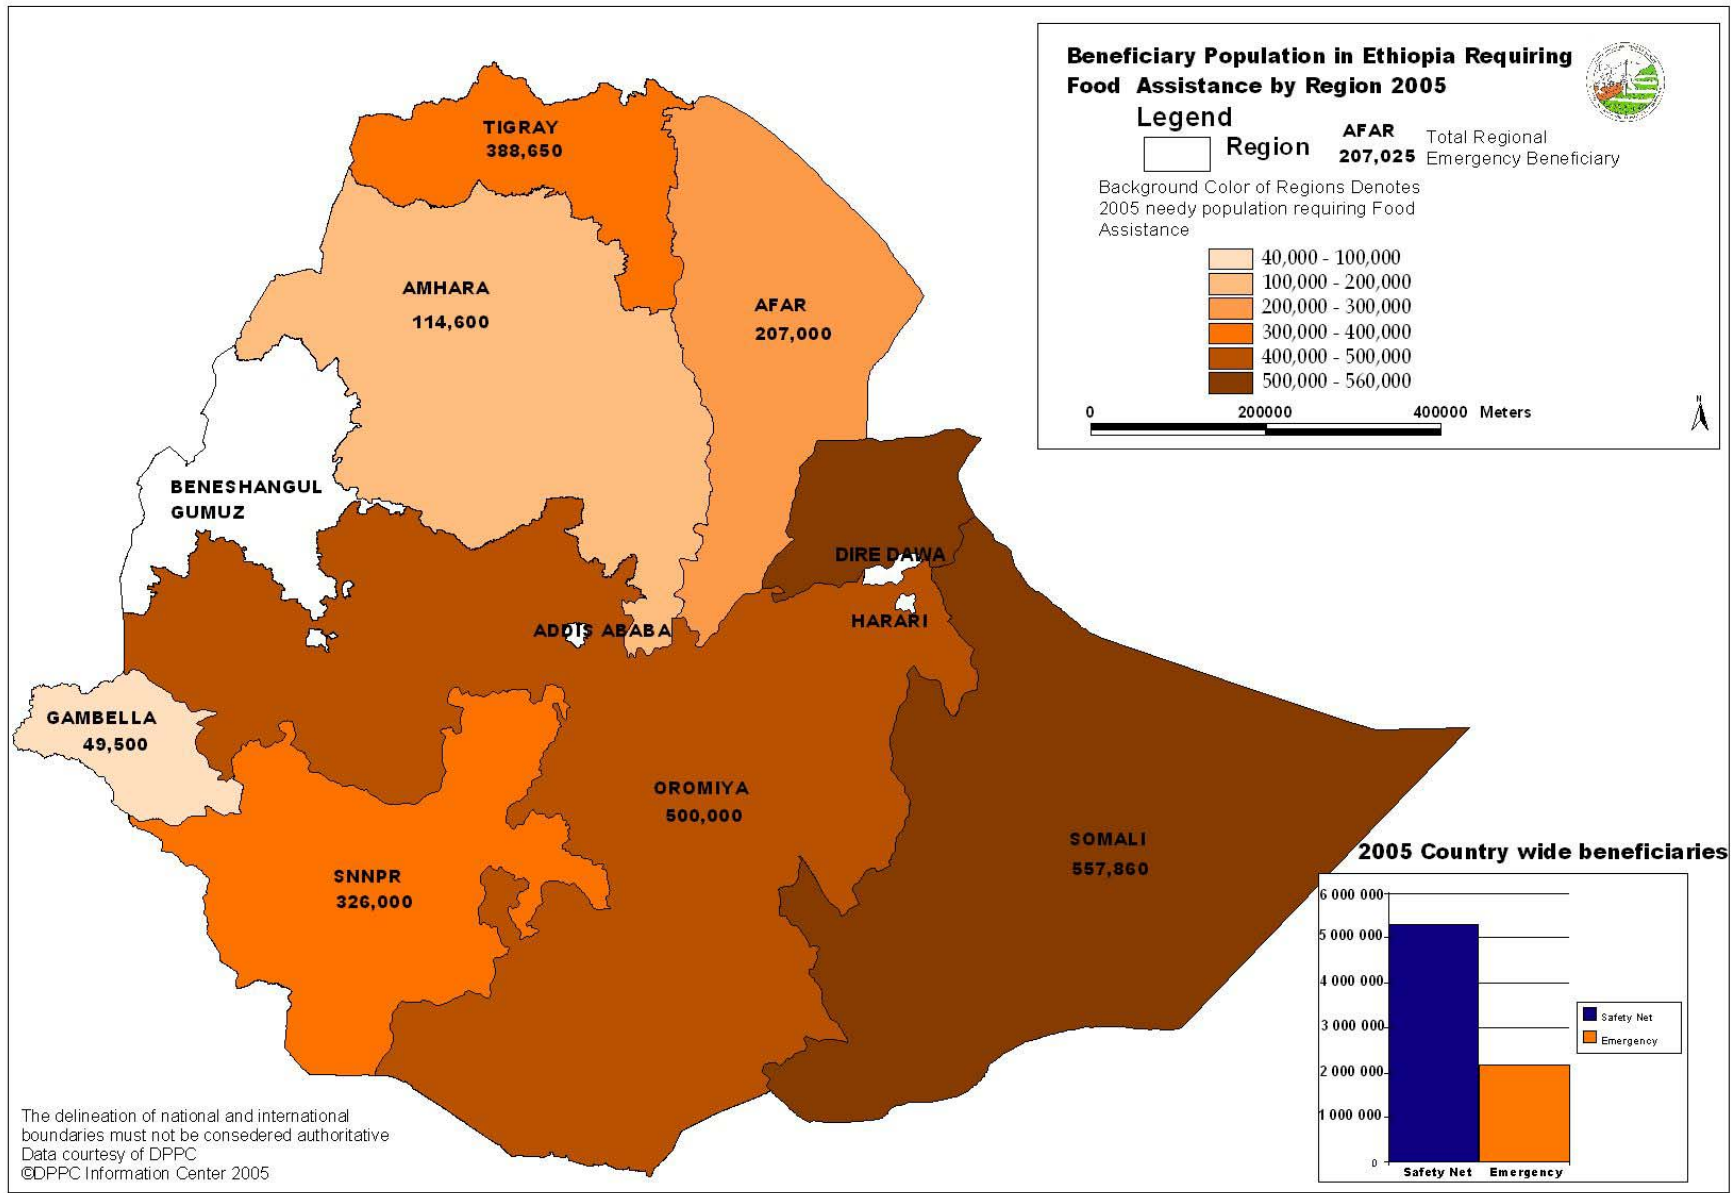 Beneficiary Population in Ethiopia Requiring
Food Assistance by Region 2005
Legend
Region
AFAR
207,025
Total Regional
Emergency Beneficiary
Background Color of Regions Denotes
2005 needy population requiring Food
Assistance
40,000 - 100,000
100,000 - 200,000
200,000 - 300,000
300,000 - 400,000
400,000 - 500,000
500,000 - 560,000
0 200000 400000 Meters
N
TIGRAY
388,650
AMHARA
114,600
AFAR
207,000
BENESHANGUL
GUMUZ
DIRE DAWA
HARARI
ADDIS ABABA
GAMBELLA
49,500
OROMIYA
500,000
SOMALI
557,860
SNNPR
326,000
2005 Country wide beneficiaries
6 000 000
5 000 000
4 000 000
3 000 000
2 000 000
1 000 000
0
Safety Net Emergency
Safety Net
Emergency
The delineation of national and international
boundaries must not be consedered authoritative
Data courtesy of DPPC
©DPPC Information Center 2005